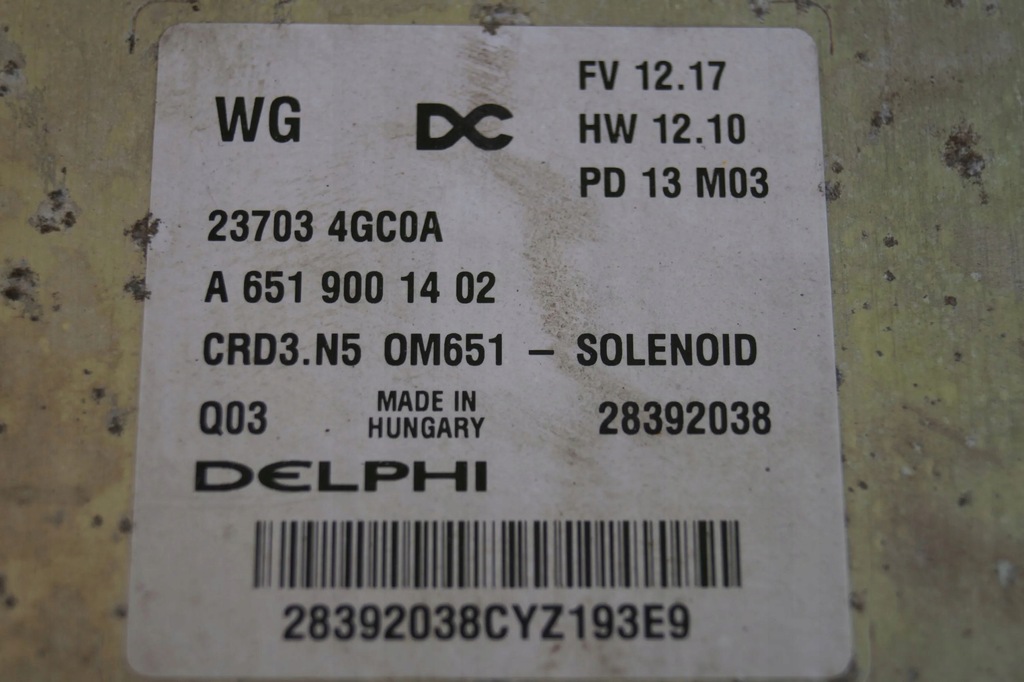 WG DC FV 12.17
HW 12.10
PD 13 M03
23703 4GC0A
A 651 900 14 02
CRD3.N5 OM651 – SOLENOID
Q03 MADE IN HUNGARY 28392038
DELPHI
28392038CYZ193E9